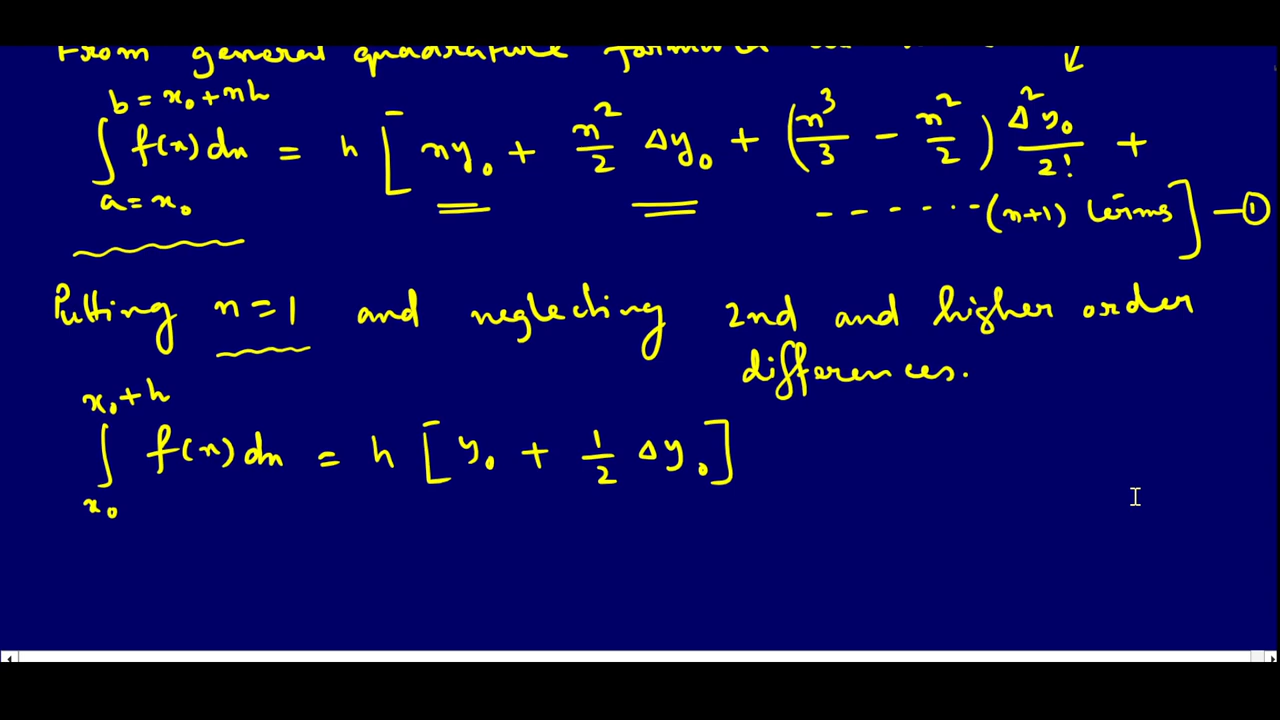 From general quadrature formula
b = x₀ + nh
∫ f(x) dx = h [ ny₀ + n²/2 Δy₀ + (n³/3 − n²/2) Δ²y₀/2! +
a = x₀
- - - - - - - (n+1) terms ] — ①
Putting n = 1 and neglecting 2nd and higher order
differences.
x₀ + h
∫ f(x) dx = h [ y₀ + 1/2 Δy₀ ]
x₀